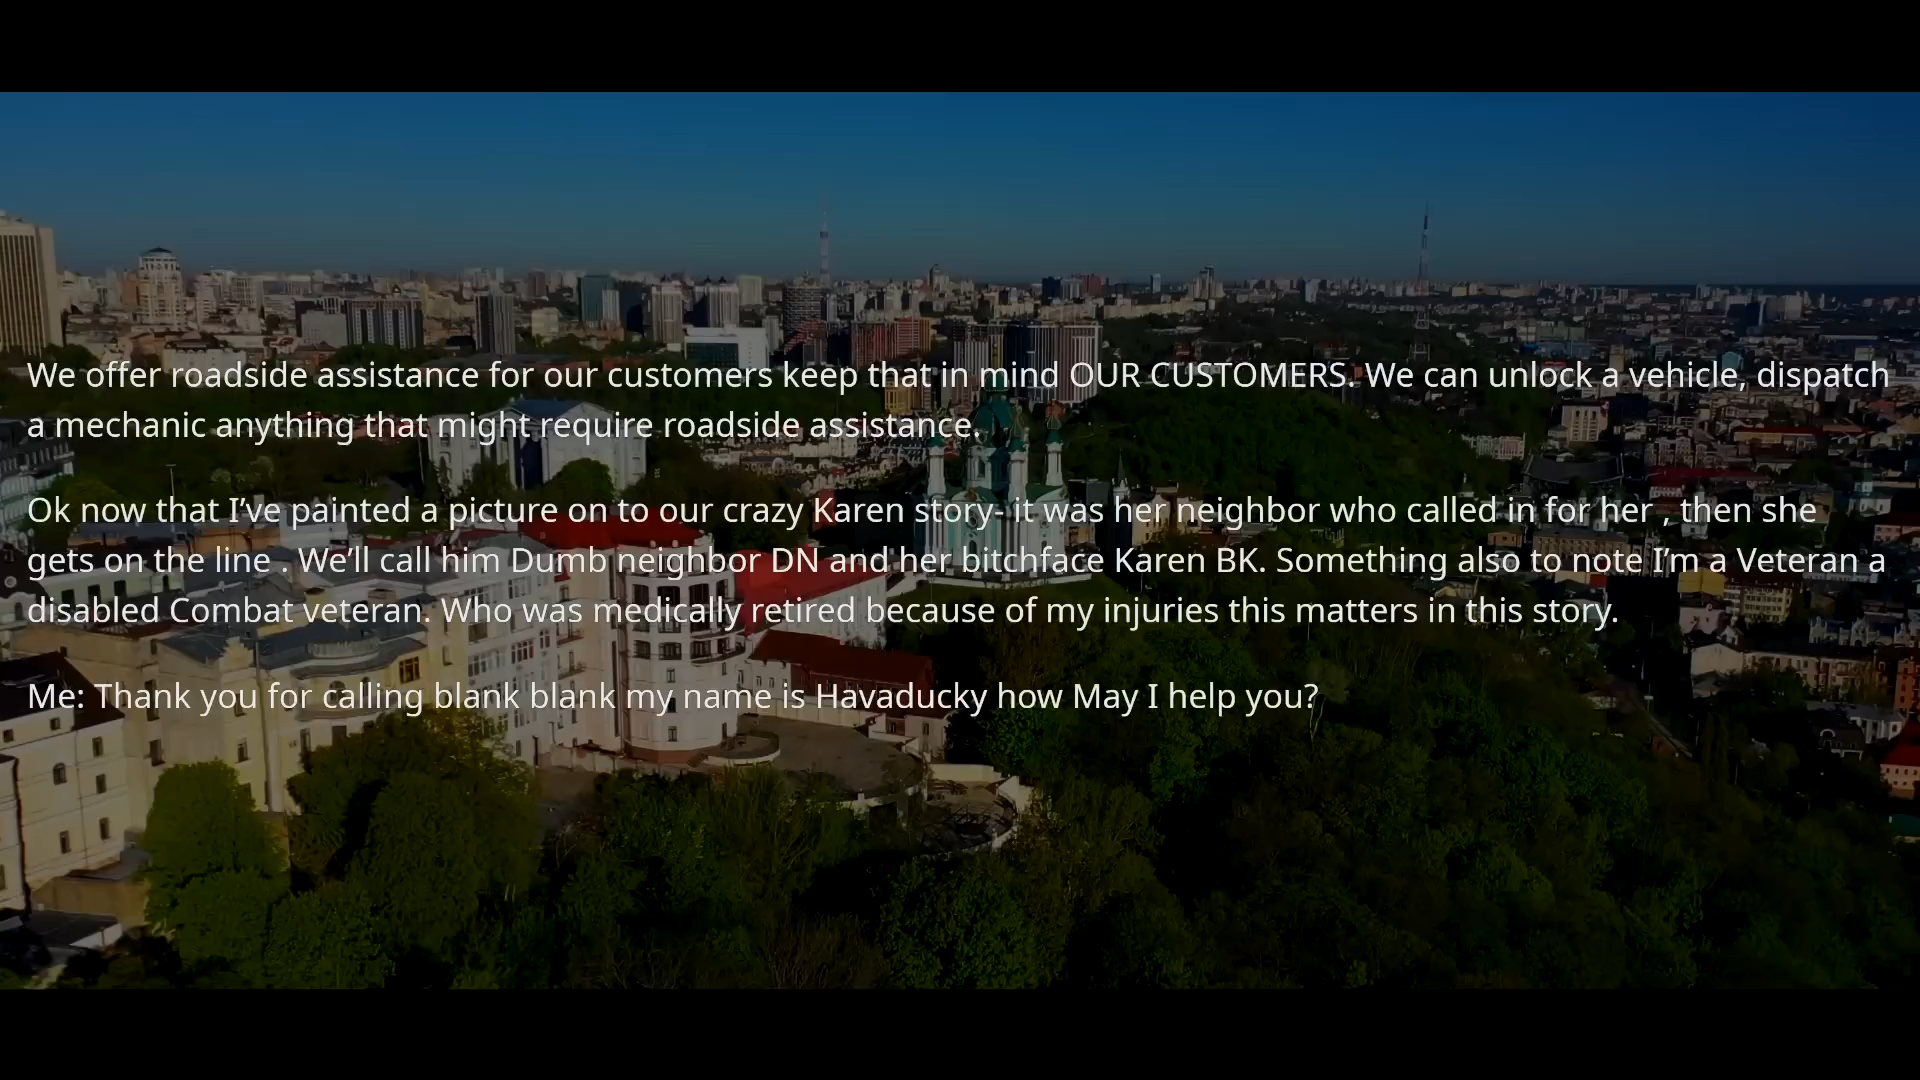 We offer roadside assistance for our customers keep that in mind OUR CUSTOMERS. We can unlock a vehicle, dispatch
a mechanic anything that might require roadside assistance.
Ok now that I’ve painted a picture on to our crazy Karen story- it was her neighbor who called in for her , then she
gets on the line . We’ll call him Dumb neighbor DN and her bitchface Karen BK. Something also to note I’m a Veteran a
disabled Combat veteran. Who was medically retired because of my injuries this matters in this story.
Me: Thank you for calling blank blank my name is Havaducky how May I help you?